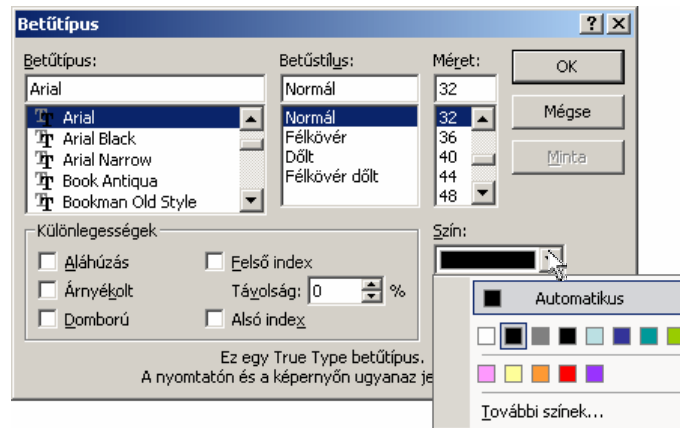 Betűtípus
Betűtípus: Betűstílus: Méret:
OK
Arial Normál 32
Arial Normál 32
Arial Black Félkövér 36
Arial Narrow Dőlt 40
Book Antiqua Félkövér dőlt 44
Bookman Old Style 48
Mégse
Minta
Különlegességek
Aláhúzás Felső index
Árnyékolt Távolság: 0 %
Domború Alsó index
Szín:
Automatikus
További színek...
Ez egy True Type betűtípus.
A nyomtatón és a képernyőn ugyanaz je